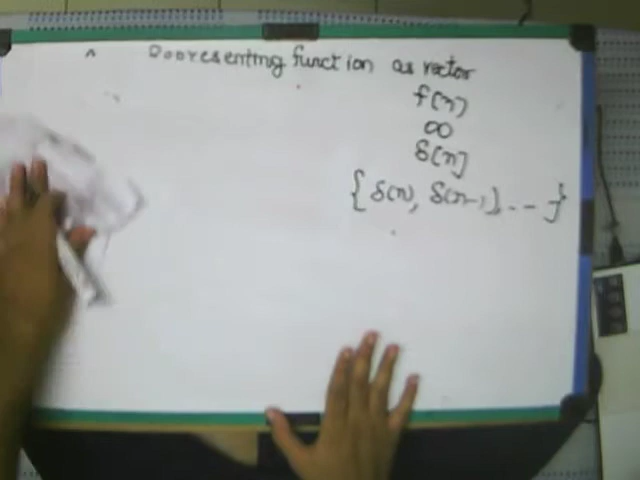 Representing function as vector
f[n]
∞
δ[n]
{ δ[n], δ[n-1], -- }